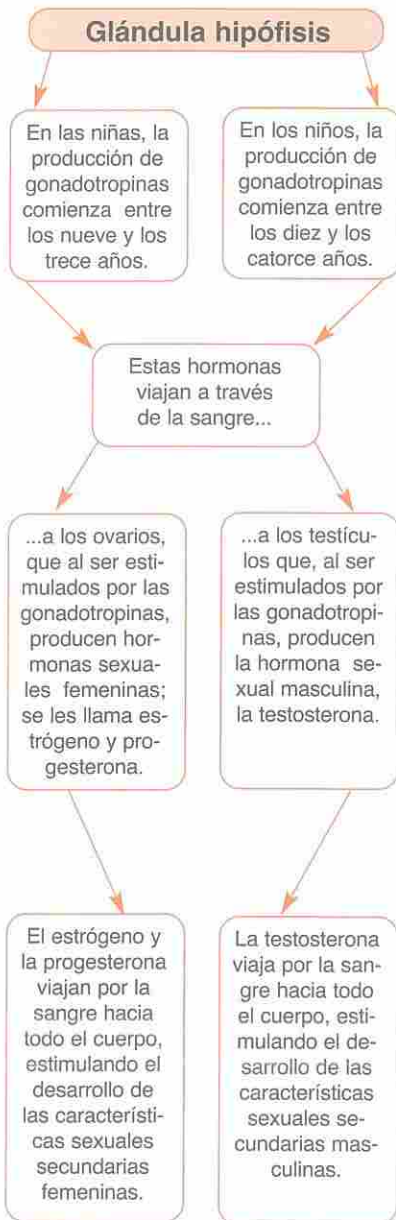 Glándula hipófisis
En las niñas, la
producción de
gonadotropinas
comienza entre
los nueve y los
trece años.
En los niños, la
producción de
gonadotropinas
comienza entre
los diez y los
catorce años.
Estas hormonas
viajan a través
de la sangre...
...a los ovarios,
que al ser esti-
mulados por las
gonadotropinas,
producen hor-
monas sexua-
les femeninas;
se les llama es-
trógeno y pro-
gesterona.
...a los testícu-
los que, al ser
estimulados por
las gonadotropi-
nas, producen
la hormona se-
xual masculina,
la testosterona.
El estrógeno y
la progesterona
viajan por la
sangre hacia
todo el cuerpo,
estimulando el
desarrollo de
las característi-
cas sexuales
secundarias
femeninas.
La testosterona
viaja por la san-
gre hacia todo
el cuerpo, esti-
mulando el de-
sarrollo de las
características
sexuales se-
cundarias mas-
culinas.